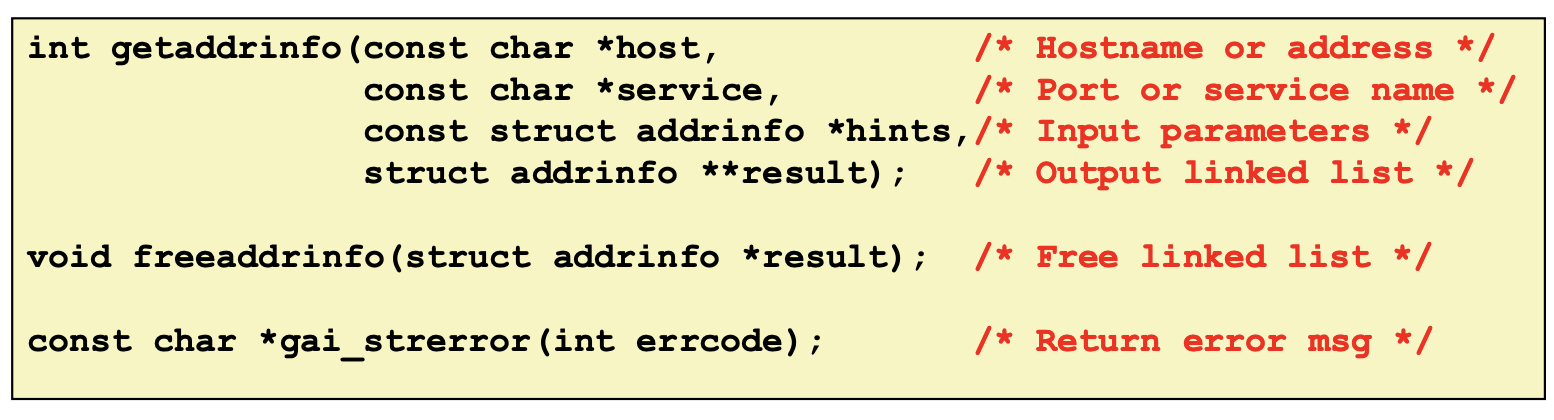 int getaddrinfo(const char *host,            /* Hostname or address */
                const char *service,         /* Port or service name */
                const struct addrinfo *hints,/* Input parameters */
                struct addrinfo **result);   /* Output linked list */
void freeaddrinfo(struct addrinfo *result);  /* Free linked list */
const char *gai_strerror(int errcode);       /* Return error msg */